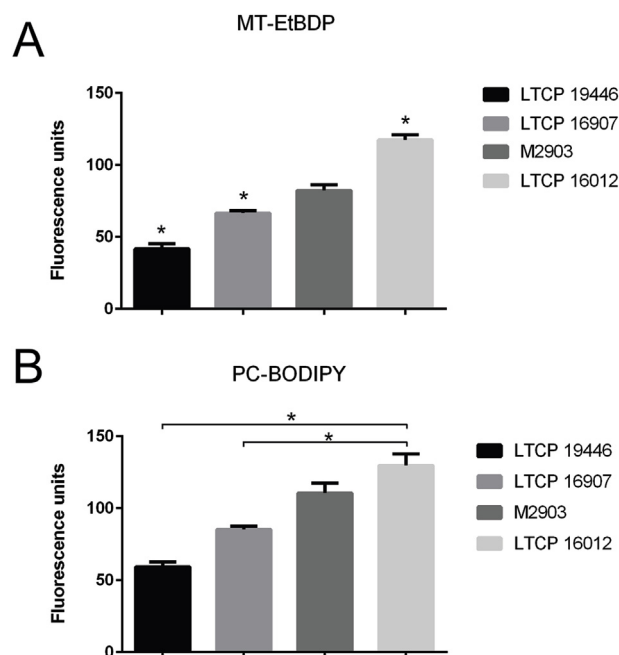 A
MT-EtBDP
Fluorescence units
150
100
50
0
*
*
*
LTCP 19446
LTCP 16907
M2903
LTCP 16012
B
PC-BODIPY
Fluorescence units
150
100
50
0
*
*
LTCP 19446
LTCP 16907
M2903
LTCP 16012